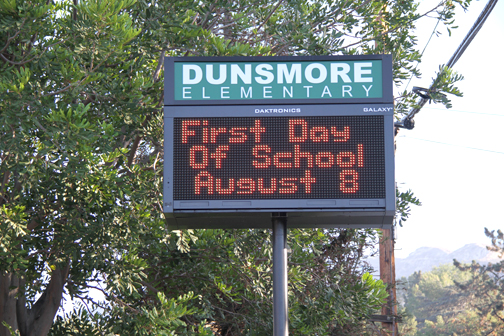 DUNSMORE
ELEMENTARY
DAKTRONICS GALAXY
First Day
Of School
August 8